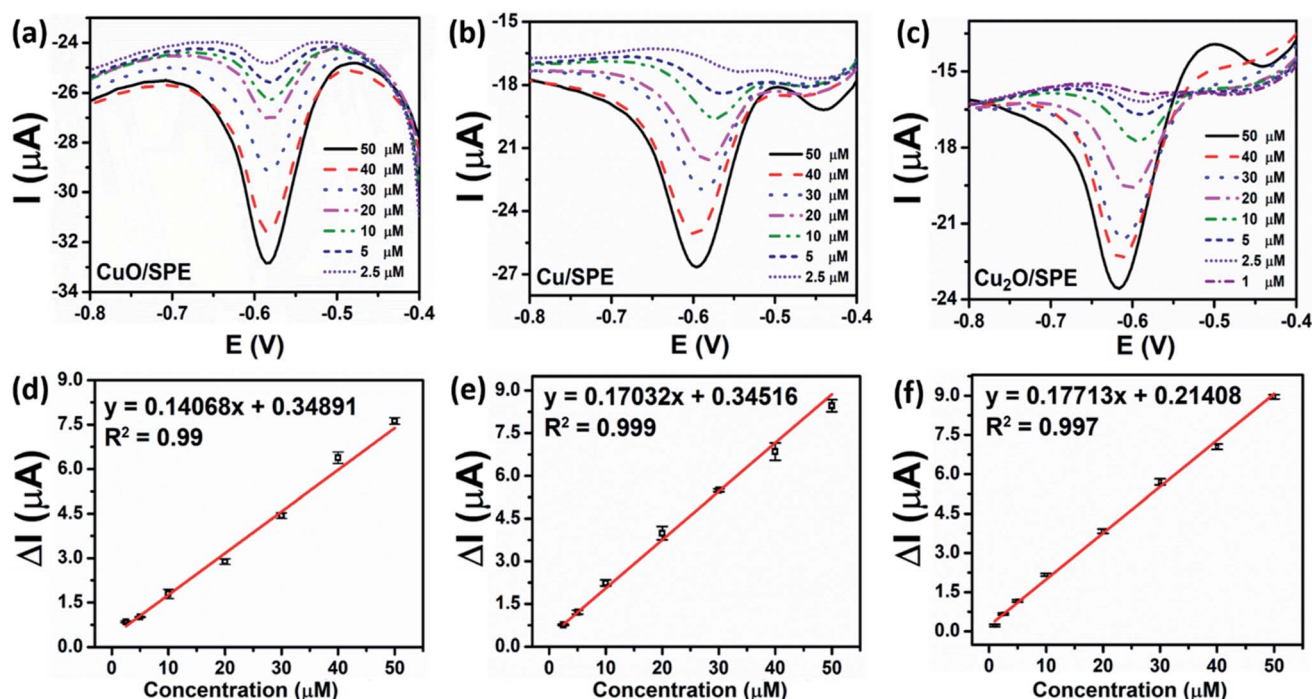 (a)
-24
-26
-28
-30
-32
-34
I (μA)
50 μM
40 μM
30 μM
20 μM
10 μM
5 μM
2.5 μM
CuO/SPE
-0.8
-0.7
-0.6
-0.5
-0.4
E (V)
(b)
-15
-18
-21
-24
-27
I (μA)
50 μM
40 μM
30 μM
20 μM
10 μM
5 μM
2.5 μM
Cu/SPE
-0.8
-0.7
-0.6
-0.5
-0.4
E (V)
(c)
-15
-18
-21
-24
I (μA)
50 μM
40 μM
30 μM
20 μM
10 μM
5 μM
2.5 μM
1 μM
Cu₂O/SPE
-0.8
-0.7
-0.6
-0.5
-0.4
E (V)
(d)
9.0
7.5
6.0
4.5
3.0
1.5
0.0
ΔI (μA)
y = 0.14068x + 0.34891
R² = 0.99
0
10
20
30
40
50
Concentration (μM)
(e)
9.0
7.5
6.0
4.5
3.0
1.5
0.0
ΔI (μA)
y = 0.17032x + 0.34516
R² = 0.999
0
10
20
30
40
50
Concentration (μM)
(f)
9.0
7.5
6.0
4.5
3.0
1.5
0.0
ΔI (μA)
y = 0.17713x + 0.21408
R² = 0.997
0
10
20
30
40
50
Concentration (μM)